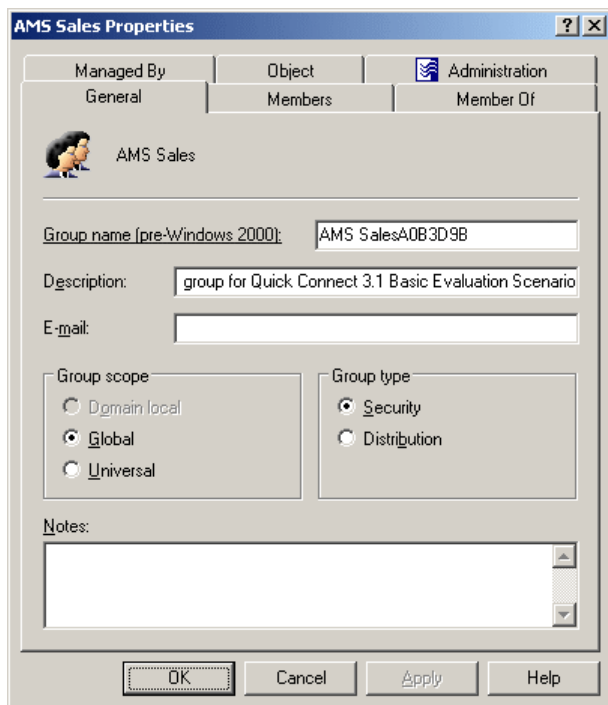 AMS Sales Properties
Managed By Object Administration
General Members Member Of
AMS Sales
Group name (pre-Windows 2000): AMS SalesA0B3D9B
Description: group for Quick Connect 3.1 Basic Evaluation Scenario
E-mail:
Group scope Group type
Domain local Security
Global Distribution
Universal
Notes:
OK Cancel Apply Help